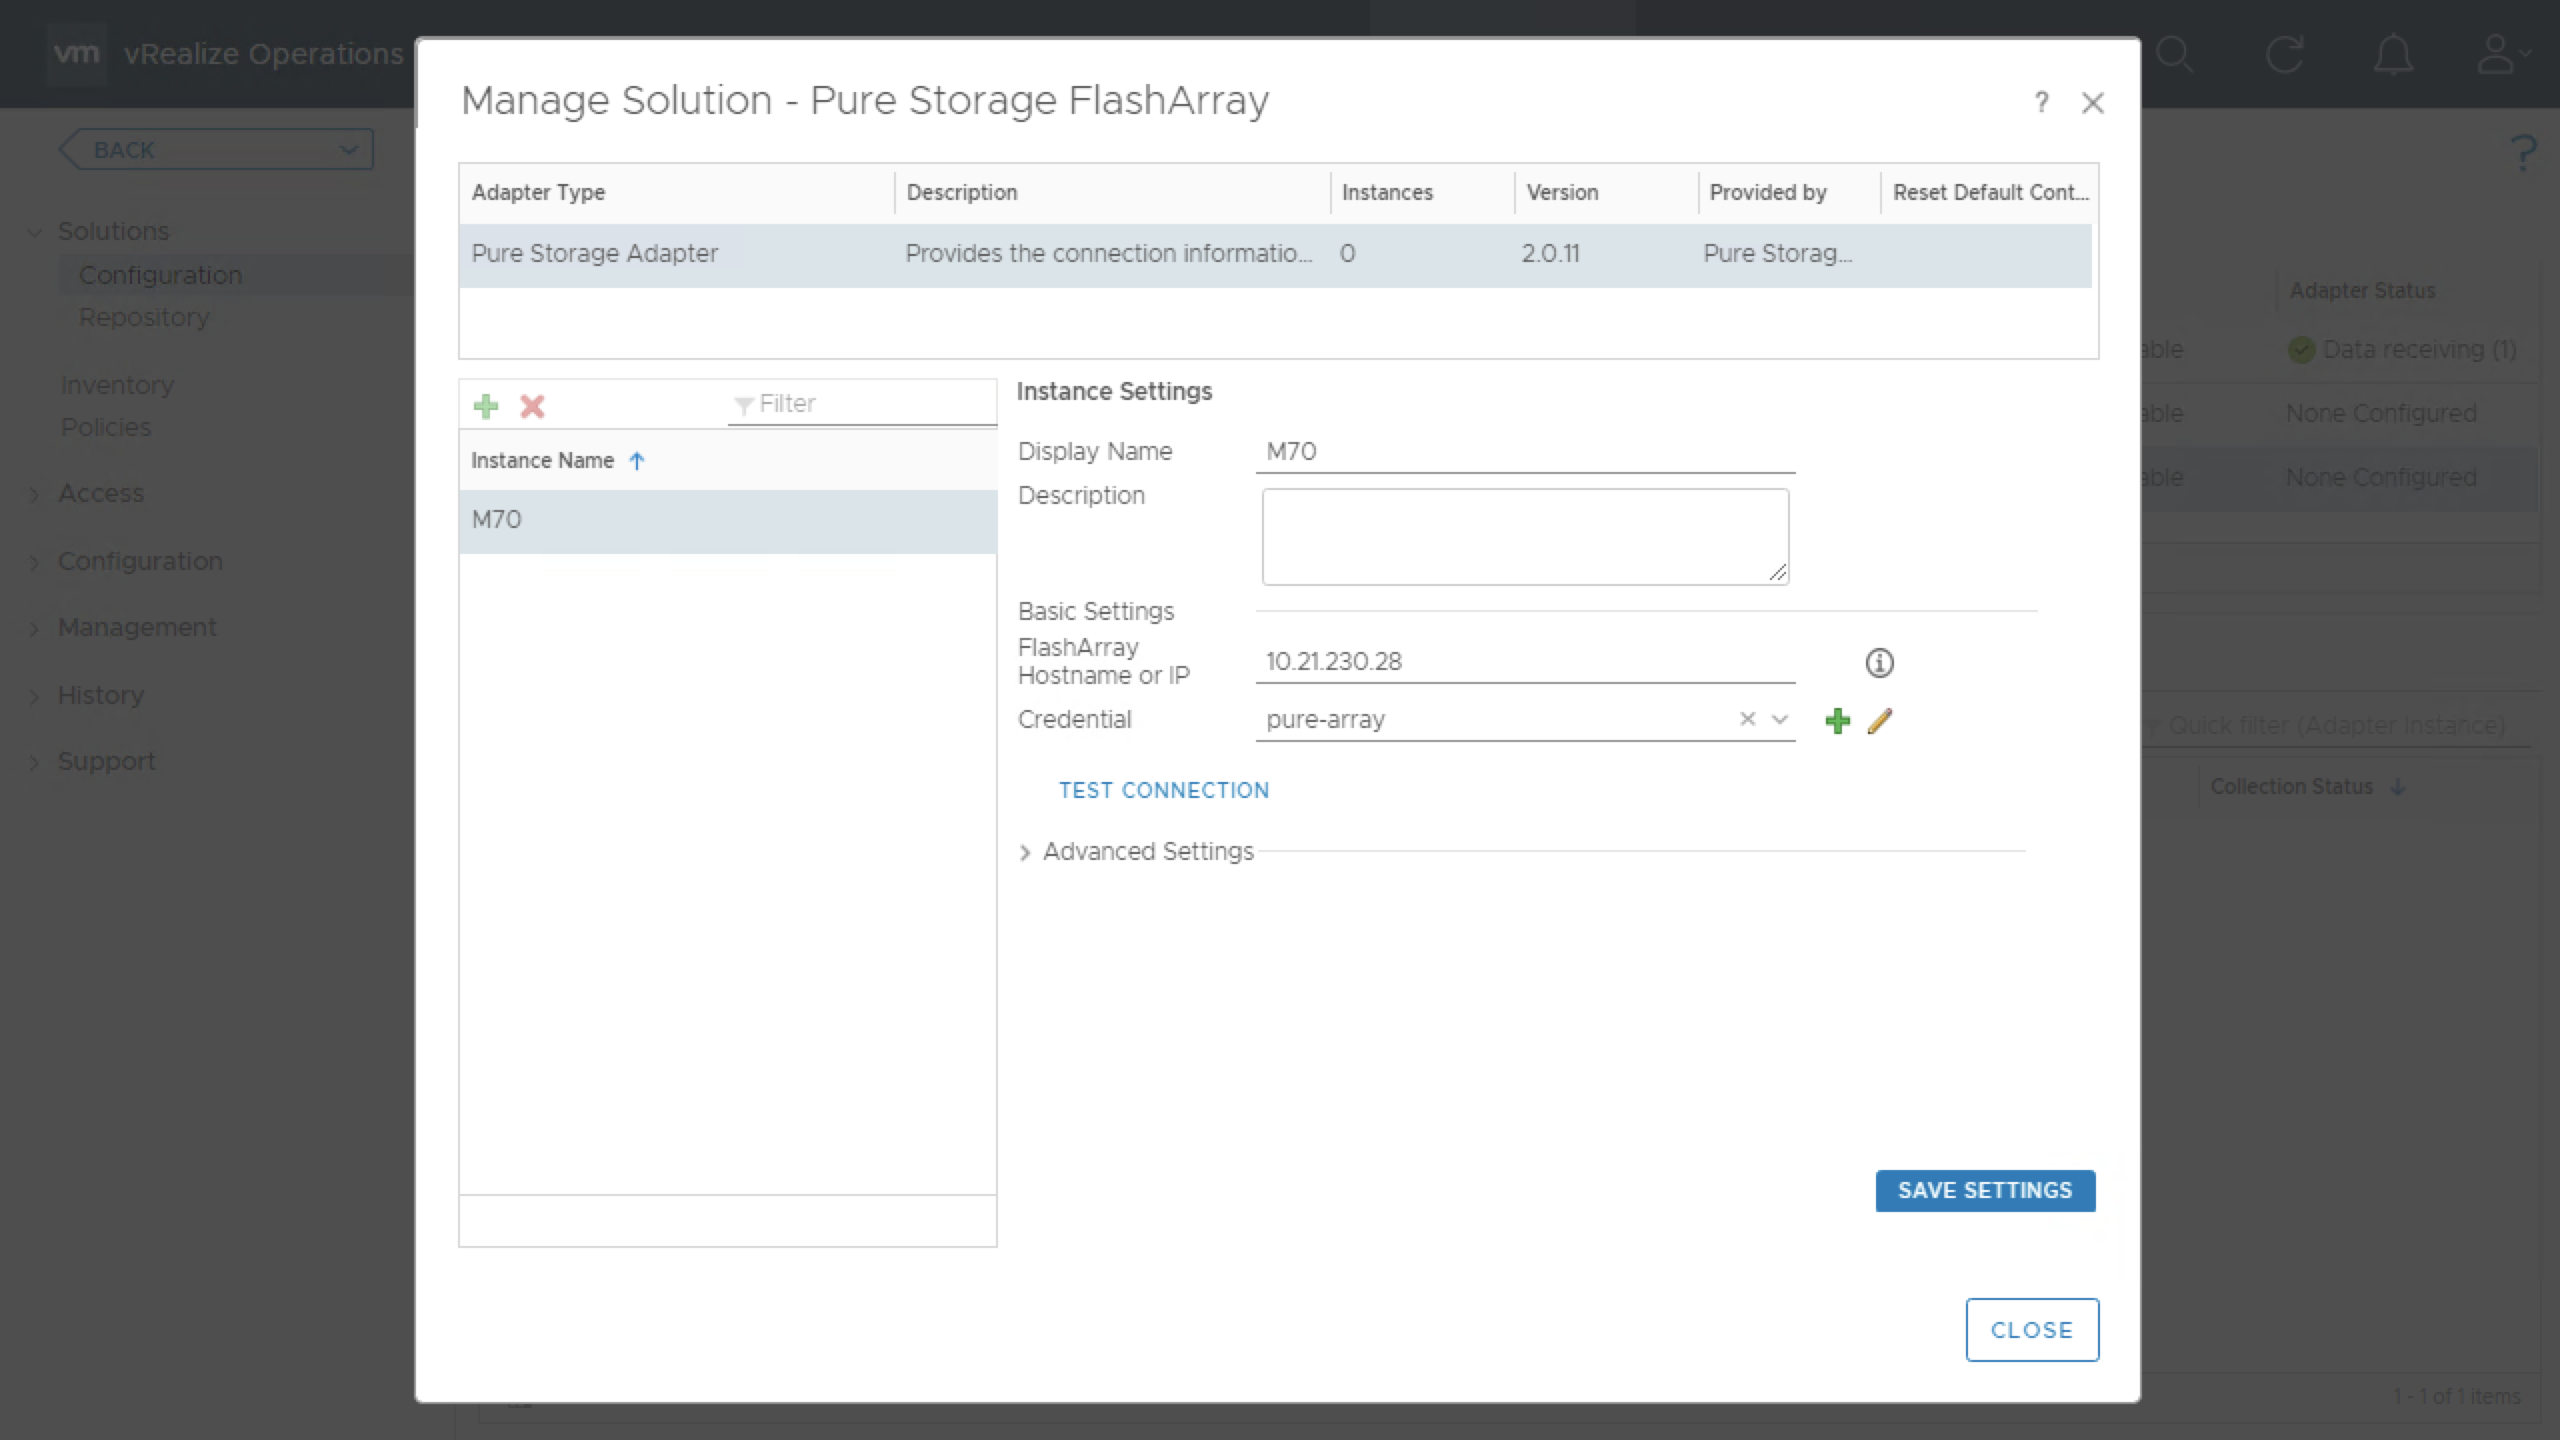 vm vRealize Operations
Manage Solution - Pure Storage FlashArray
?
BACK
?
Adapter Type Description Instances Version Provided by Reset Default Cont...
Pure Storage Adapter Provides the connection informatio... 0 2.0.11 Pure Storag...
Solutions
Configuration
Repository
Inventory
Policies
Access
Configuration
Management
History
Support
Adapter Status
able Data receiving (1)
able None Configured
able None Configured
Filter
Instance Name
M70
Instance Settings
Display Name M70
Description
Basic Settings
FlashArray
Hostname or IP 10.21.230.28
Credential pure-array
TEST CONNECTION
Advanced Settings
Quick filter (Adapter Instance)
Collection Status
SAVE SETTINGS
CLOSE
1 - 1 of 1 items